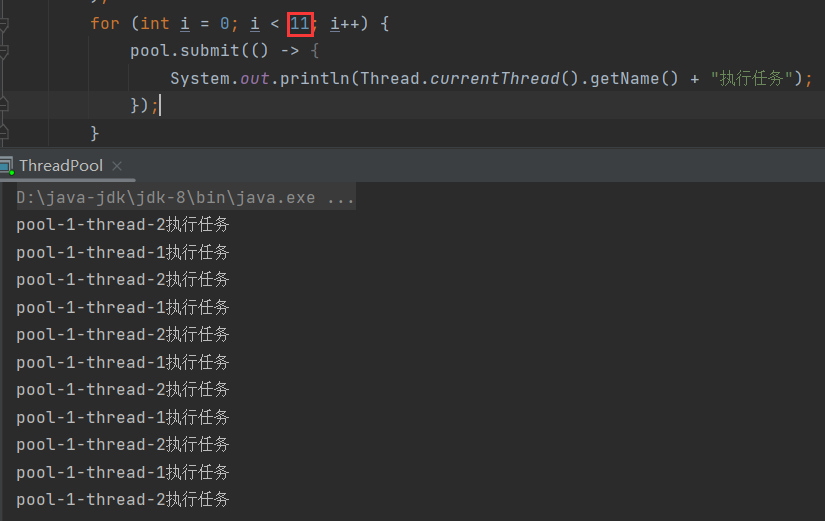 ),
for (int i = 0; i < 11; i++) {
pool.submit(() -> {
System.out.println(Thread.currentThread().getName() + "执行任务");
});
}
ThreadPool ×
D:\java-jdk\jdk-8\bin\java.exe ...
pool-1-thread-2执行任务
pool-1-thread-1执行任务
pool-1-thread-2执行任务
pool-1-thread-1执行任务
pool-1-thread-2执行任务
pool-1-thread-1执行任务
pool-1-thread-2执行任务
pool-1-thread-1执行任务
pool-1-thread-2执行任务
pool-1-thread-1执行任务
pool-1-thread-2执行任务